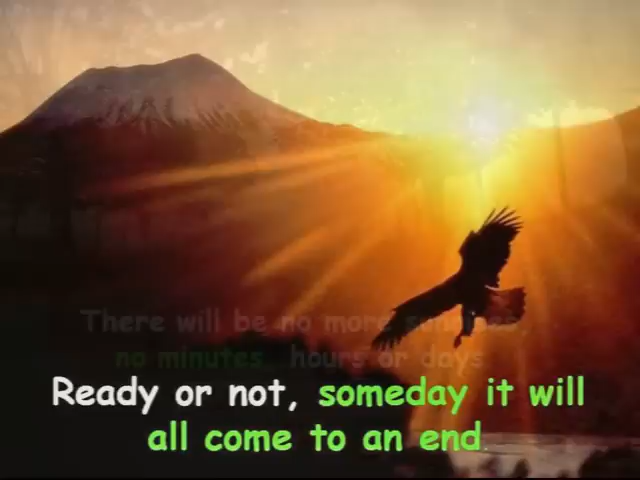 There will be no more sunrises,
no minutes, hours or days.
Ready or not, someday it will
all come to an end.